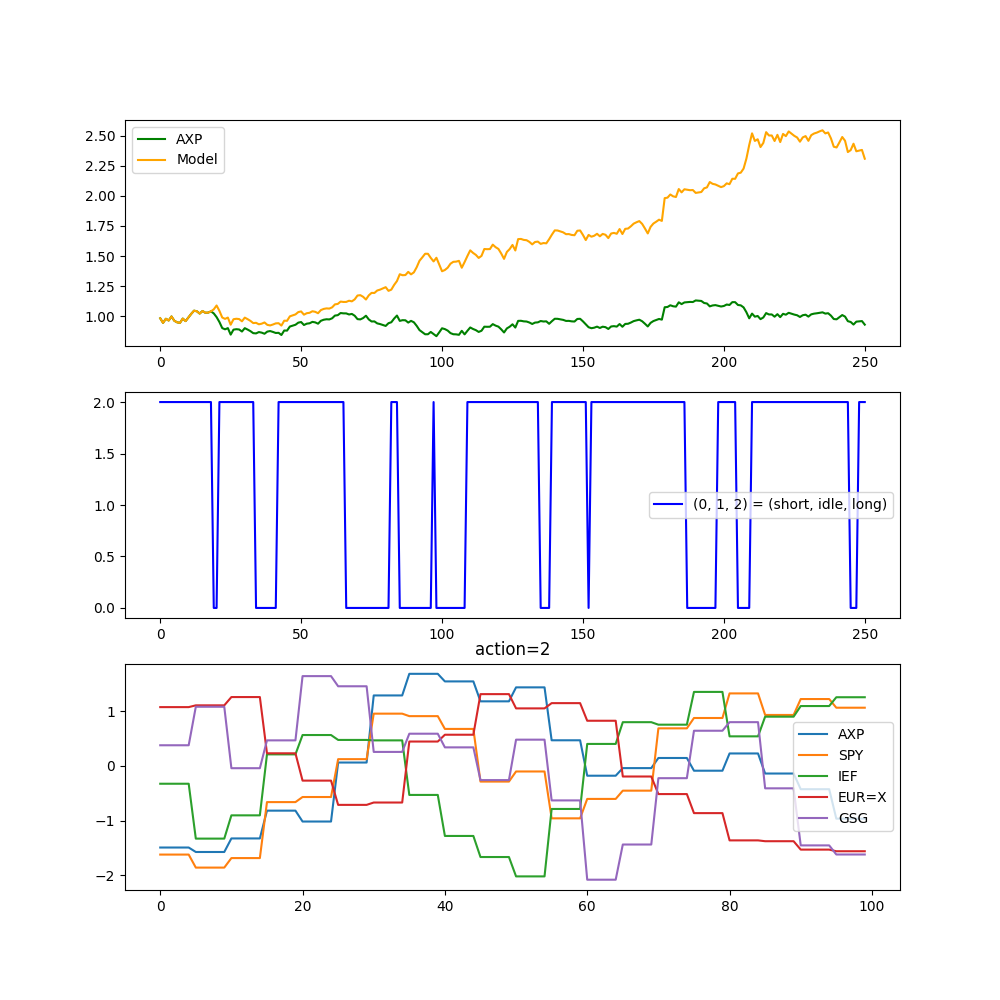 2.50
2.25
2.00
1.75
1.50
1.25
1.00
AXP
Model
0 50 100 150 200 250
2.0
1.5
1.0
0.5
0.0
(0, 1, 2) = (short, idle, long)
0 50 100 150 200 250
action=2
1
0
−1
−2
AXP
SPY
IEF
EUR=X
GSG
0 20 40 60 80 100